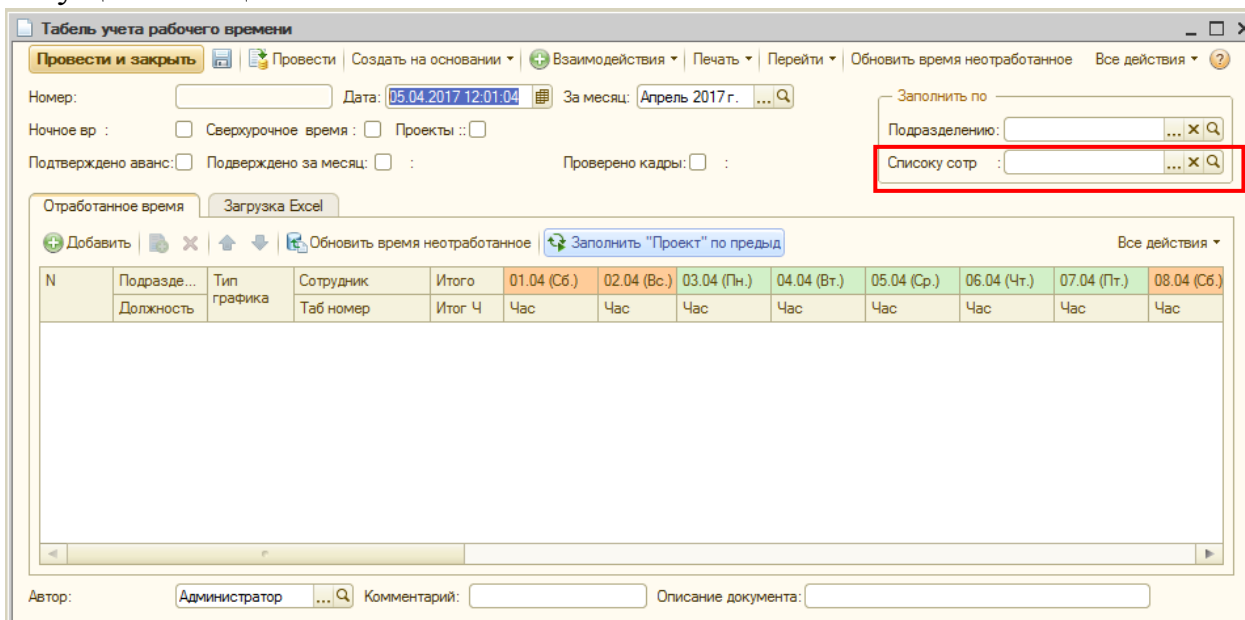 Табель учета рабочего времени
Провести и закрыть Провести Создать на основании Взаимодействия Печать Перейти Обновить время неотработанное Все действия ?
Номер: Дата: 05.04.2017 12:01:04 За месяц: Апрель 2017 г. ... Заполнить по
Ночное вр : Сверхурочное время : Проекты :: Подразделению: ... X
Подтверждено аванс: Подверждено за месяц: : Проверено кадры: : Списоку сотр : ... X
Отработанное время Загрузка Excel
Добавить Обновить время неотработанное Заполнить "Проект" по предыд Все действия
N Подразде... Тип графика Сотрудник Итого 01.04 (Сб.) 02.04 (Вс.) 03.04 (Пн.) 04.04 (Вт.) 05.04 (Ср.) 06.04 (Чт.) 07.04 (Пт.) 08.04 (Сб.)
Должность Таб номер Итог Ч Час Час Час Час Час Час Час Час
Автор: Администратор ... Комментарий: Описание документа: